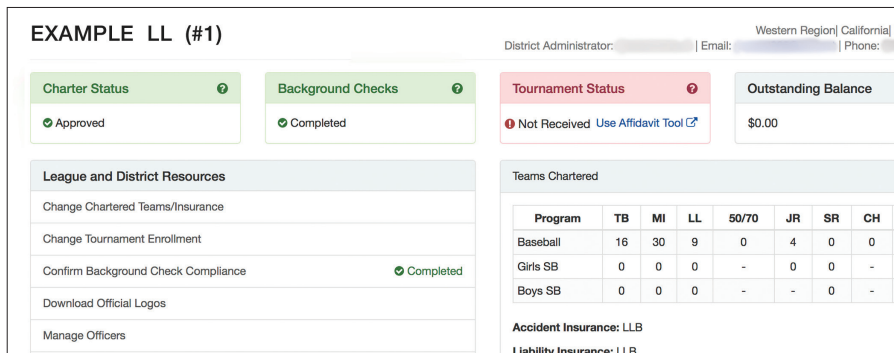 EXAMPLE LL (#1)
Western Region| California|
District Administrator: | Email: | Phone:
Charter Status
Approved
Background Checks
Completed
Tournament Status
Not Received Use Affidavit Tool
Outstanding Balance
$0.00
League and District Resources
Change Chartered Teams/Insurance
Change Tournament Enrollment
Confirm Background Check Compliance Completed
Download Official Logos
Manage Officers
Teams Chartered
Program TB MI LL 50/70 JR SR CH
Baseball 16 30 9 0 4 0 0
Girls SB 0 0 0 - 0 0 -
Boys SB 0 0 0 - - 0 -
Accident Insurance: LLB
Liability Insurance: LLB